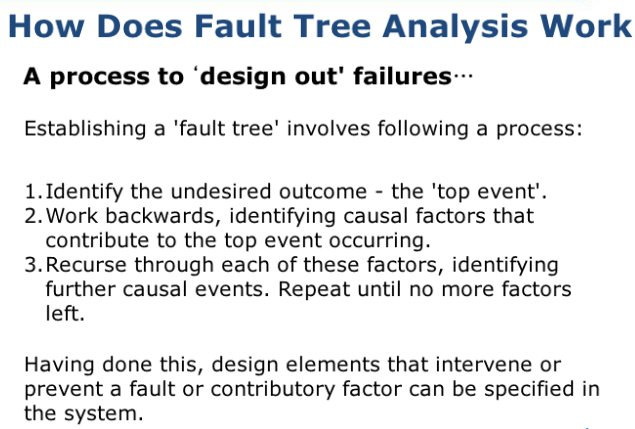 How Does Fault Tree Analysis Work
A process to ‘design out' failures…
Establishing a 'fault tree' involves following a process:
1. Identify the undesired outcome - the 'top event'.
2. Work backwards, identifying causal factors that
contribute to the top event occurring.
3. Recurse through each of these factors, identifying
further causal events. Repeat until no more factors
left.
Having done this, design elements that intervene or
prevent a fault or contributory factor can be specified in
the system.